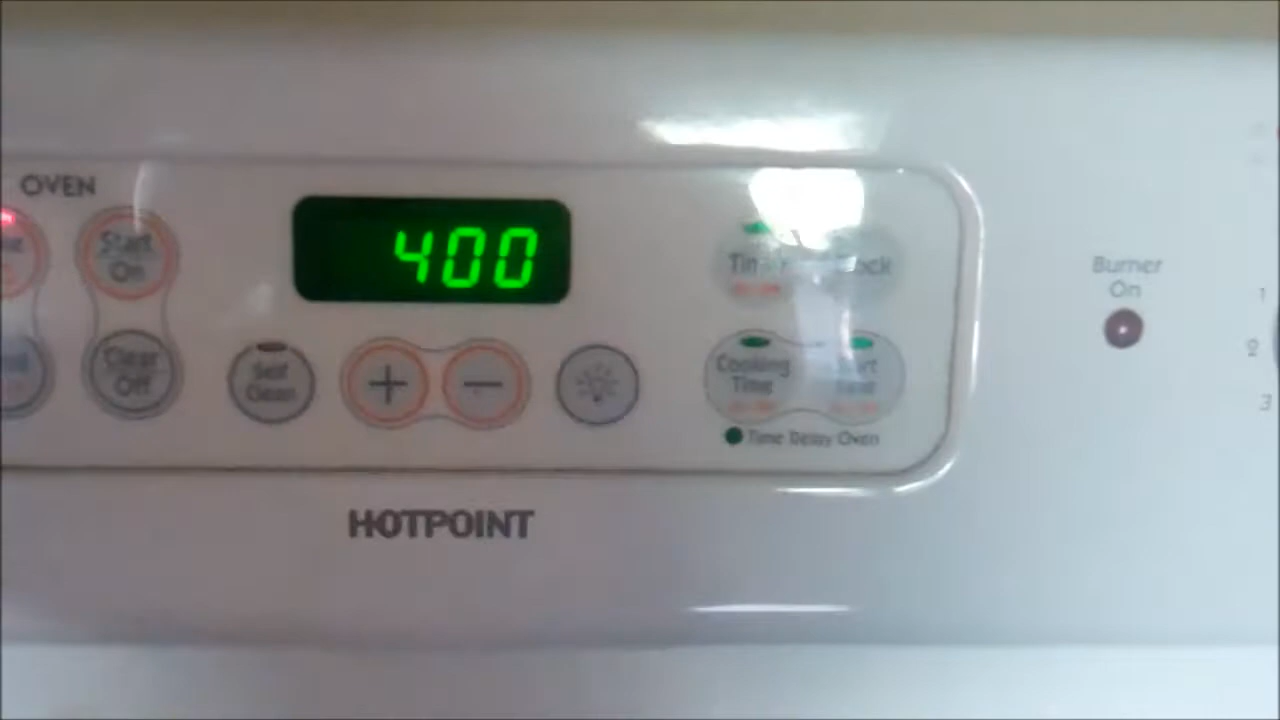 OVEN
Start
On
400
Clock
Burner
On
1
Clear
Off
Self
Clean
+
−
Cooking
Time
2
3
Time Delay Oven
HOTPOINT